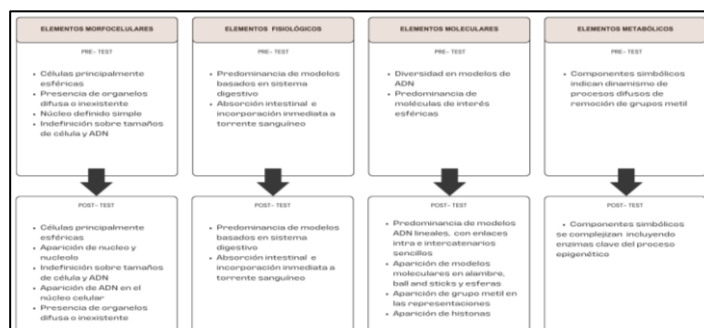 ELEMENTOS MORFOCELULARES
PRE- TEST
• Células principalmente
esféricas
• Presencia de organelos
difusa o inexistente
• Núcleo definido simple
• Indefinición sobre tamaños
de célula y ADN
ELEMENTOS FISIOLÓGICOS
PRE- TEST
• Predominancia de modelos
basados en sistema
digestivo
• Absorción intestinal e
incorporación inmediata a
torrente sanguíneo
ELEMENTOS MOLECULARES
PRE- TEST
• Diversidad en modelos de
ADN
• Predominancia de
moléculas de interés
esféricas
ELEMENTOS METABÓLICOS
PRE- TEST
• Componentes simbólicos
indican dinamismo de
procesos difusos de
remoción de grupos metil
POST- TEST
• Células principalmente
esféricas
• Aparición de nucleo y
nucleolo
• Indefinición sobre tamaños
de célula y ADN
• Aparición de ADN en el
núcleo celular
• Presencia de organelos
difusa o inexistente
POST- TEST
• Predominancia de modelos
basados en sistema
digestivo
• Absorción intestinal e
incorporación inmediata a
torrente sanguíneo
POST- TEST
• Predominancia de modelos
ADN lineales, con enlaces
intra e intercatenarios
sencillos
• Aparición de modelos
moleculares en alambre,
ball and sticks y esferas
• Aparición de grupo metil en
las representaciones
• Aparición de histonas
POST- TEST
• Componentes simbólicos
se complejizan incluyendo
enzimas clave del proceso
epigenético